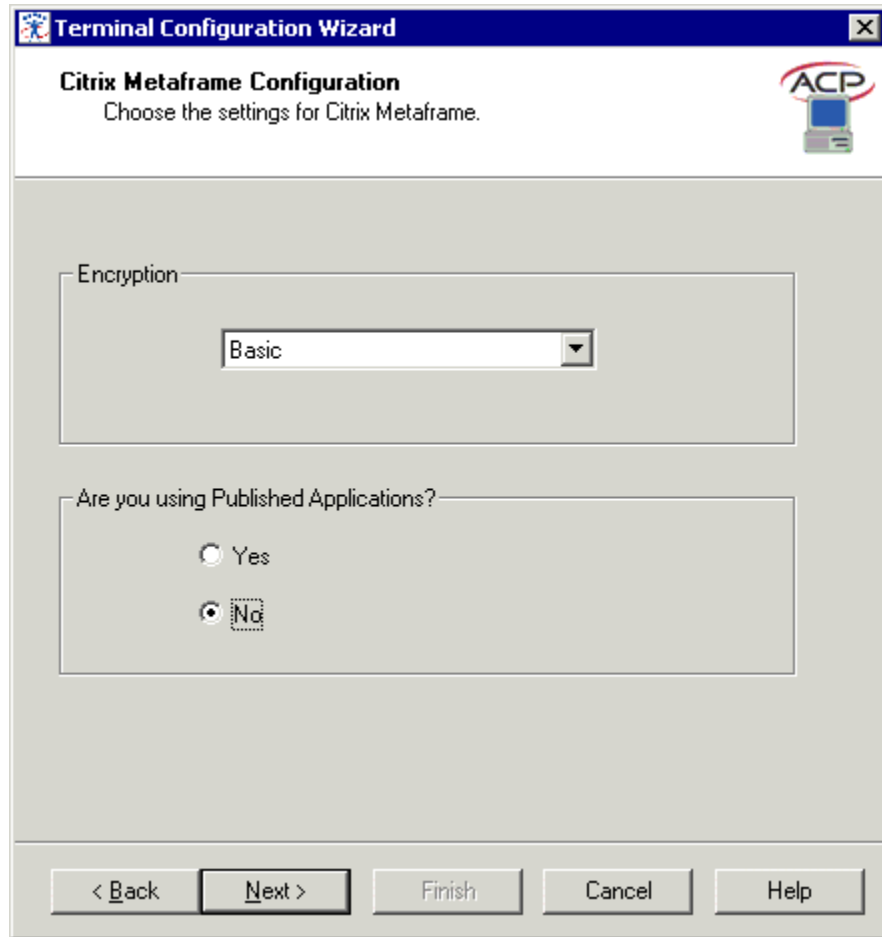 Terminal Configuration Wizard
Citrix Metaframe Configuration
Choose the settings for Citrix Metaframe.
ACP
Encryption
Basic
Are you using Published Applications?
Yes
No
< Back Next > Finish Cancel Help